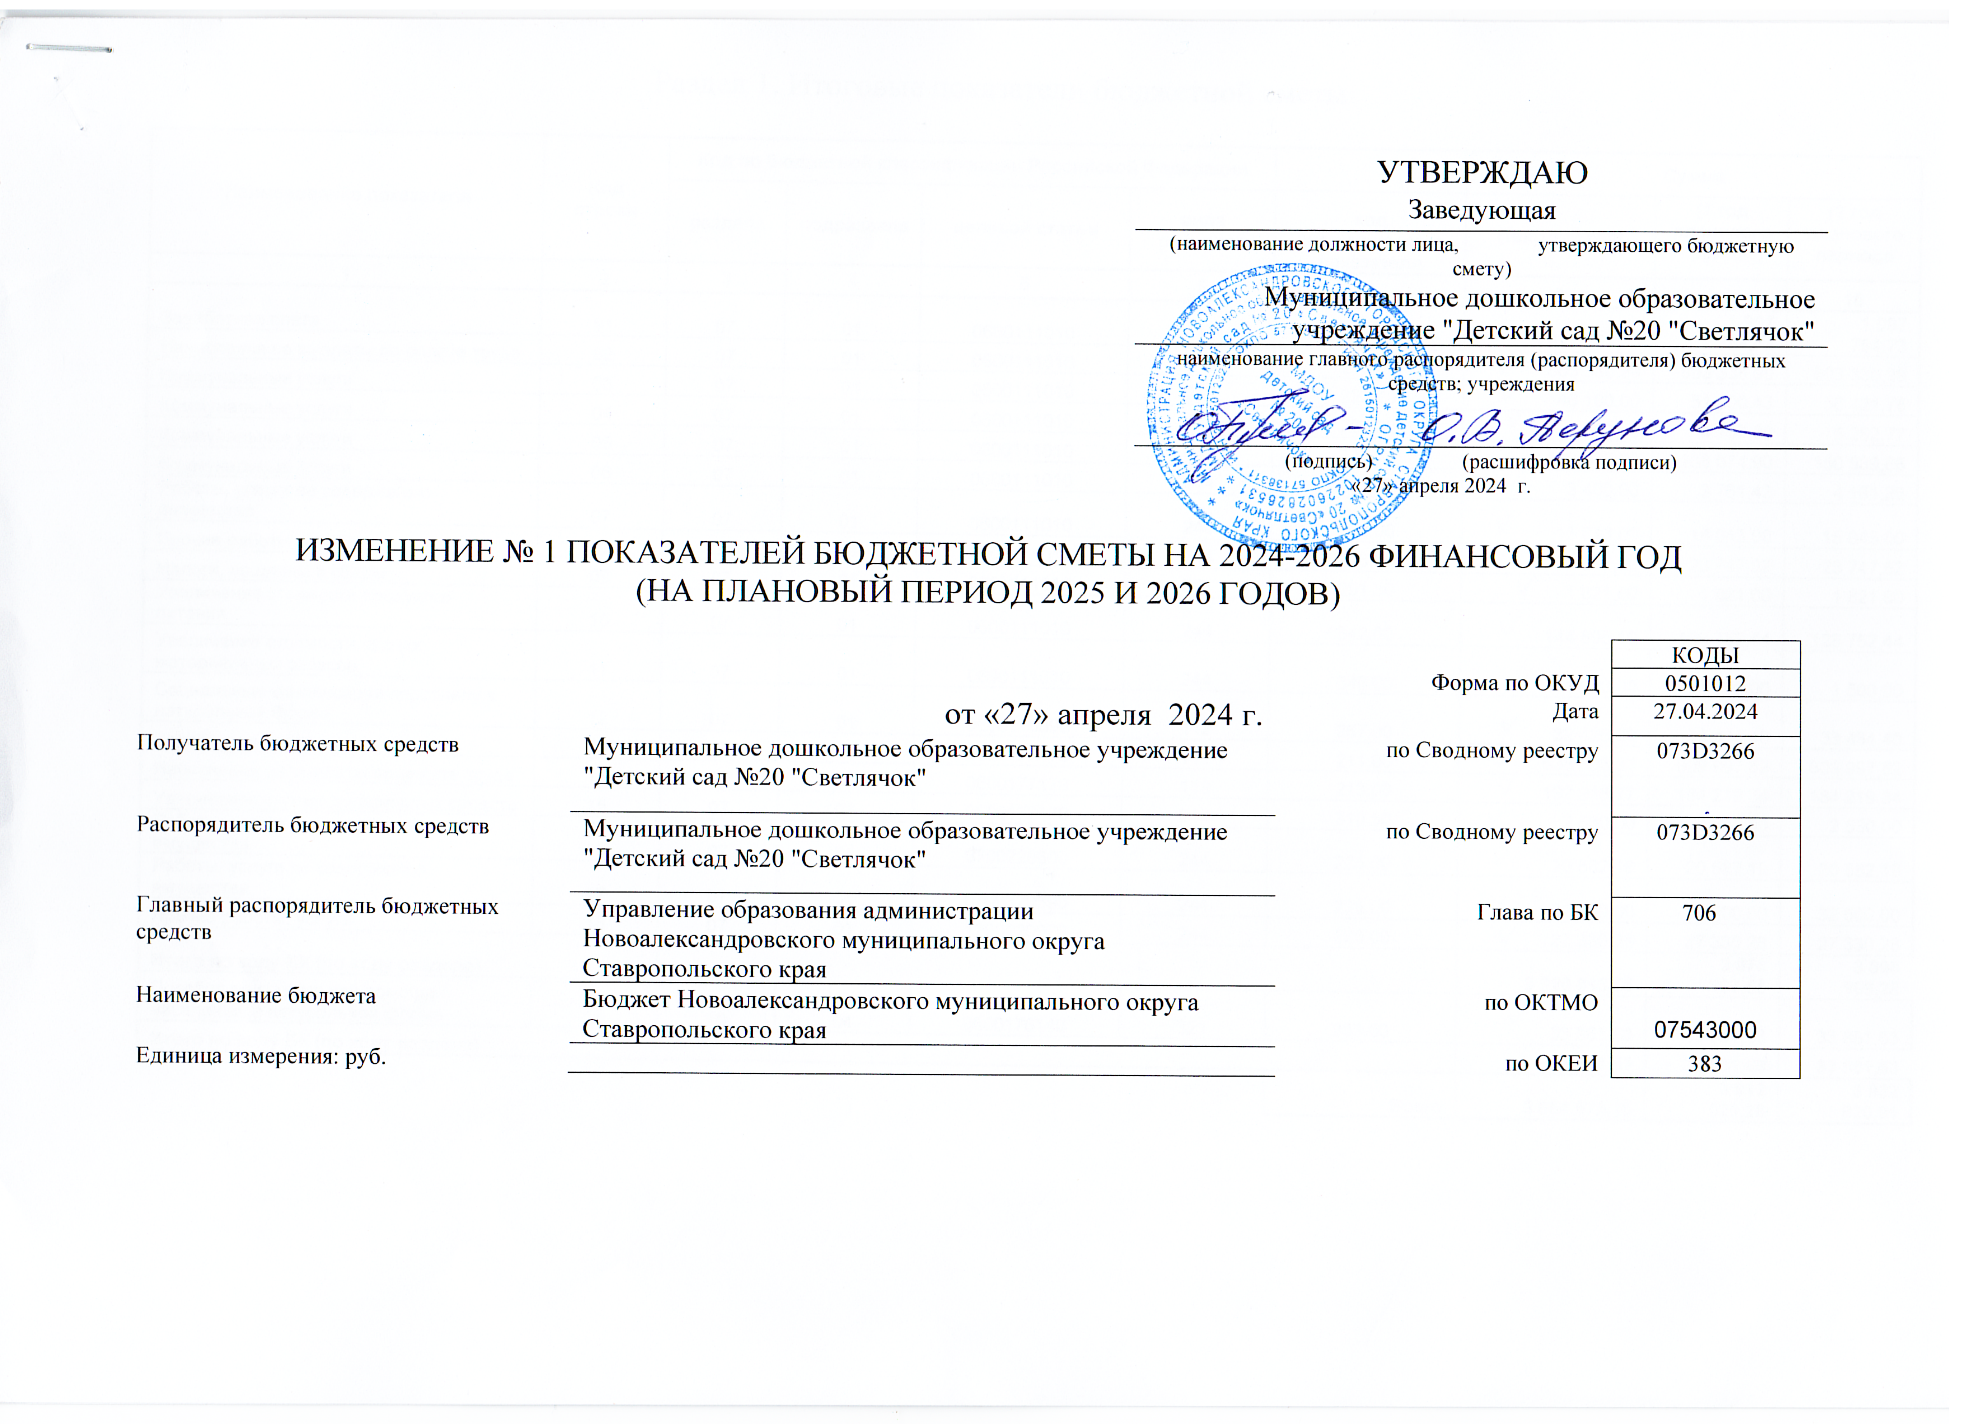 УТВЕРЖДАЮ
Заведующая
(наименование должности лица, утверждающего бюджетную
смету)
Муниципальное дошкольное образовательное
учреждение "Детский сад №20 "Светлячок"
наименование главного распорядителя (распорядителя) бюджетных
средств; учреждения
(подпись) (расшифровка подписи)
«27» апреля 2024 г.
ИЗМЕНЕНИЕ № 1 ПОКАЗАТЕЛЕЙ БЮДЖЕТНОЙ СМЕТЫ НА 2024-2026 ФИНАНСОВЫЙ ГОД
(НА ПЛАНОВЫЙ ПЕРИОД 2025 И 2026 ГОДОВ)
КОДЫ
Форма по ОКУД 0501012
от «27» апреля 2024 г. Дата 27.04.2024
Получатель бюджетных средств Муниципальное дошкольное образовательное учреждение по Сводному реестру 073D3266
"Детский сад №20 "Светлячок"
Распорядитель бюджетных средств Муниципальное дошкольное образовательное учреждение по Сводному реестру 073D3266
"Детский сад №20 "Светлячок"
Главный распорядитель бюджетных Управление образования администрации Глава по БК 706
средств Новоалександровского муниципального округа
Ставропольского края
Наименование бюджета Бюджет Новоалександровского муниципального округа по ОКТМО
Ставропольского края 07543000
Единица измерения: руб. по ОКЕИ 383